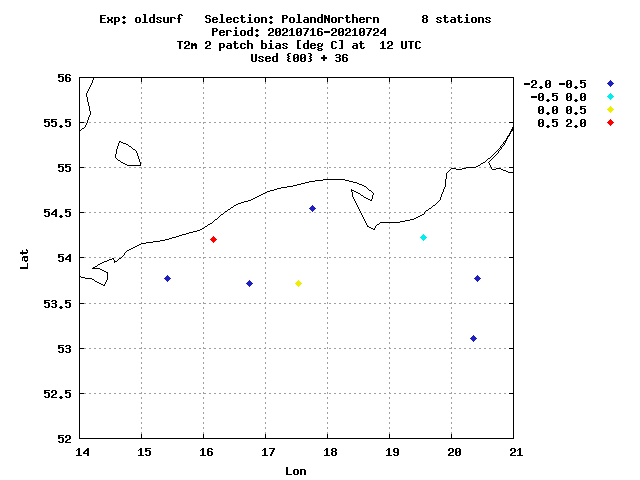 Exp: oldsurf   Selection: PolandNorthern      8 stations
Period: 20210716-20210724
T2m 2 patch bias [deg C] at  12 UTC
Used {00} + 36
-2.0 -0.5
-0.5 0.0
0.0 0.5
0.5 2.0
56
55.5
55
54.5
54
53.5
53
52.5
52
Lat
14 15 16 17 18 19 20 21
Lon